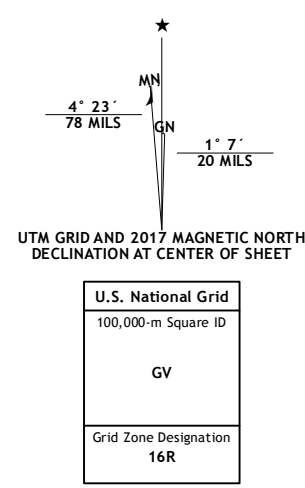 MN
GN
4° 23´
78 MILS
1° 7´
20 MILS
UTM GRID AND 2017 MAGNETIC NORTH
DECLINATION AT CENTER OF SHEET
U.S. National Grid
100,000-m Square ID
GV
Grid Zone Designation
16R